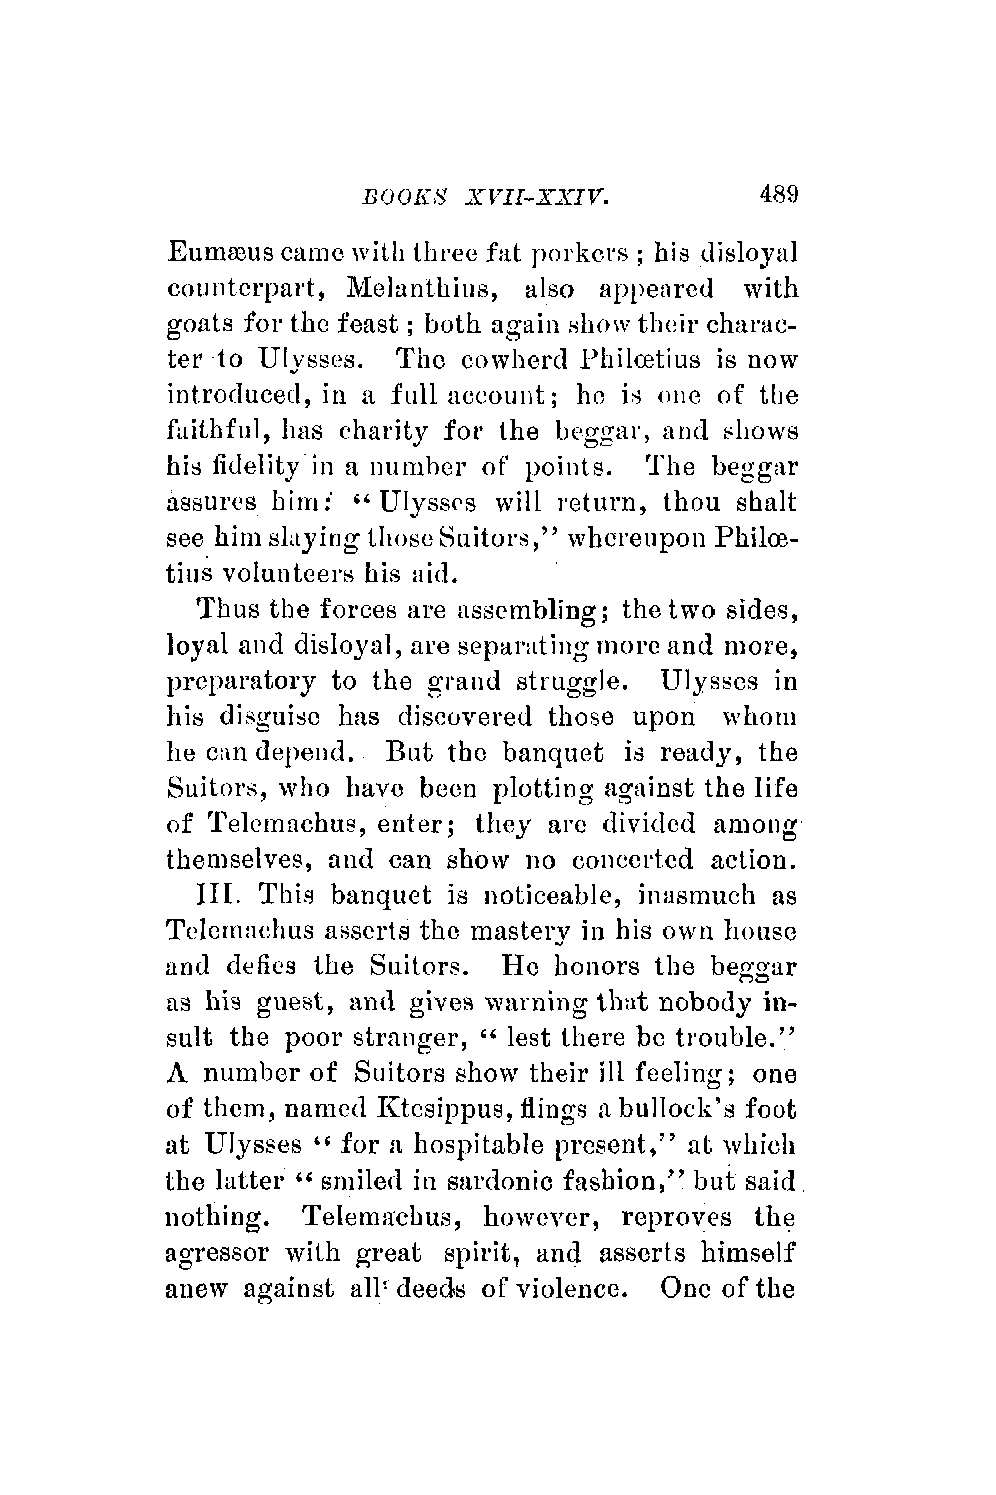 BOOKS XVII-XXIV. 489
Eumæus came with three fat porkers ; his disloyal
counterpart, Melanthius, also appeared with
goats for the feast ; both again show their charac-
ter to Ulysses. The cowherd Philœtius is now
introduced, in a full account; he is one of the
faithful, has charity for the beggar, and shows
his fidelity in a number of points. The beggar
assures him: “ Ulysses will return, thou shalt
see him slaying those Suitors,” whereupon Philœ-
tius volunteers his aid.
Thus the forces are assembling; the two sides,
loyal and disloyal, are separating more and more,
preparatory to the grand struggle. Ulysses in
his disguise has discovered those upon whom
he can depend. But the banquet is ready, the
Suitors, who have been plotting against the life
of Telemachus, enter; they are divided among
themselves, and can show no concerted action.
III. This banquet is noticeable, inasmuch as
Telemachus asserts the mastery in his own house
and defies the Suitors. He honors the beggar
as his guest, and gives warning that nobody in-
sult the poor stranger, “ lest there be trouble.”
A number of Suitors show their ill feeling; one
of them, named Ktesippus, flings a bullock’s foot
at Ulysses “ for a hospitable present,” at which
the latter “ smiled in sardonic fashion,” but said
nothing. Telemachus, however, reproves the
agressor with great spirit, and asserts himself
anew against all deeds of violence. One of the